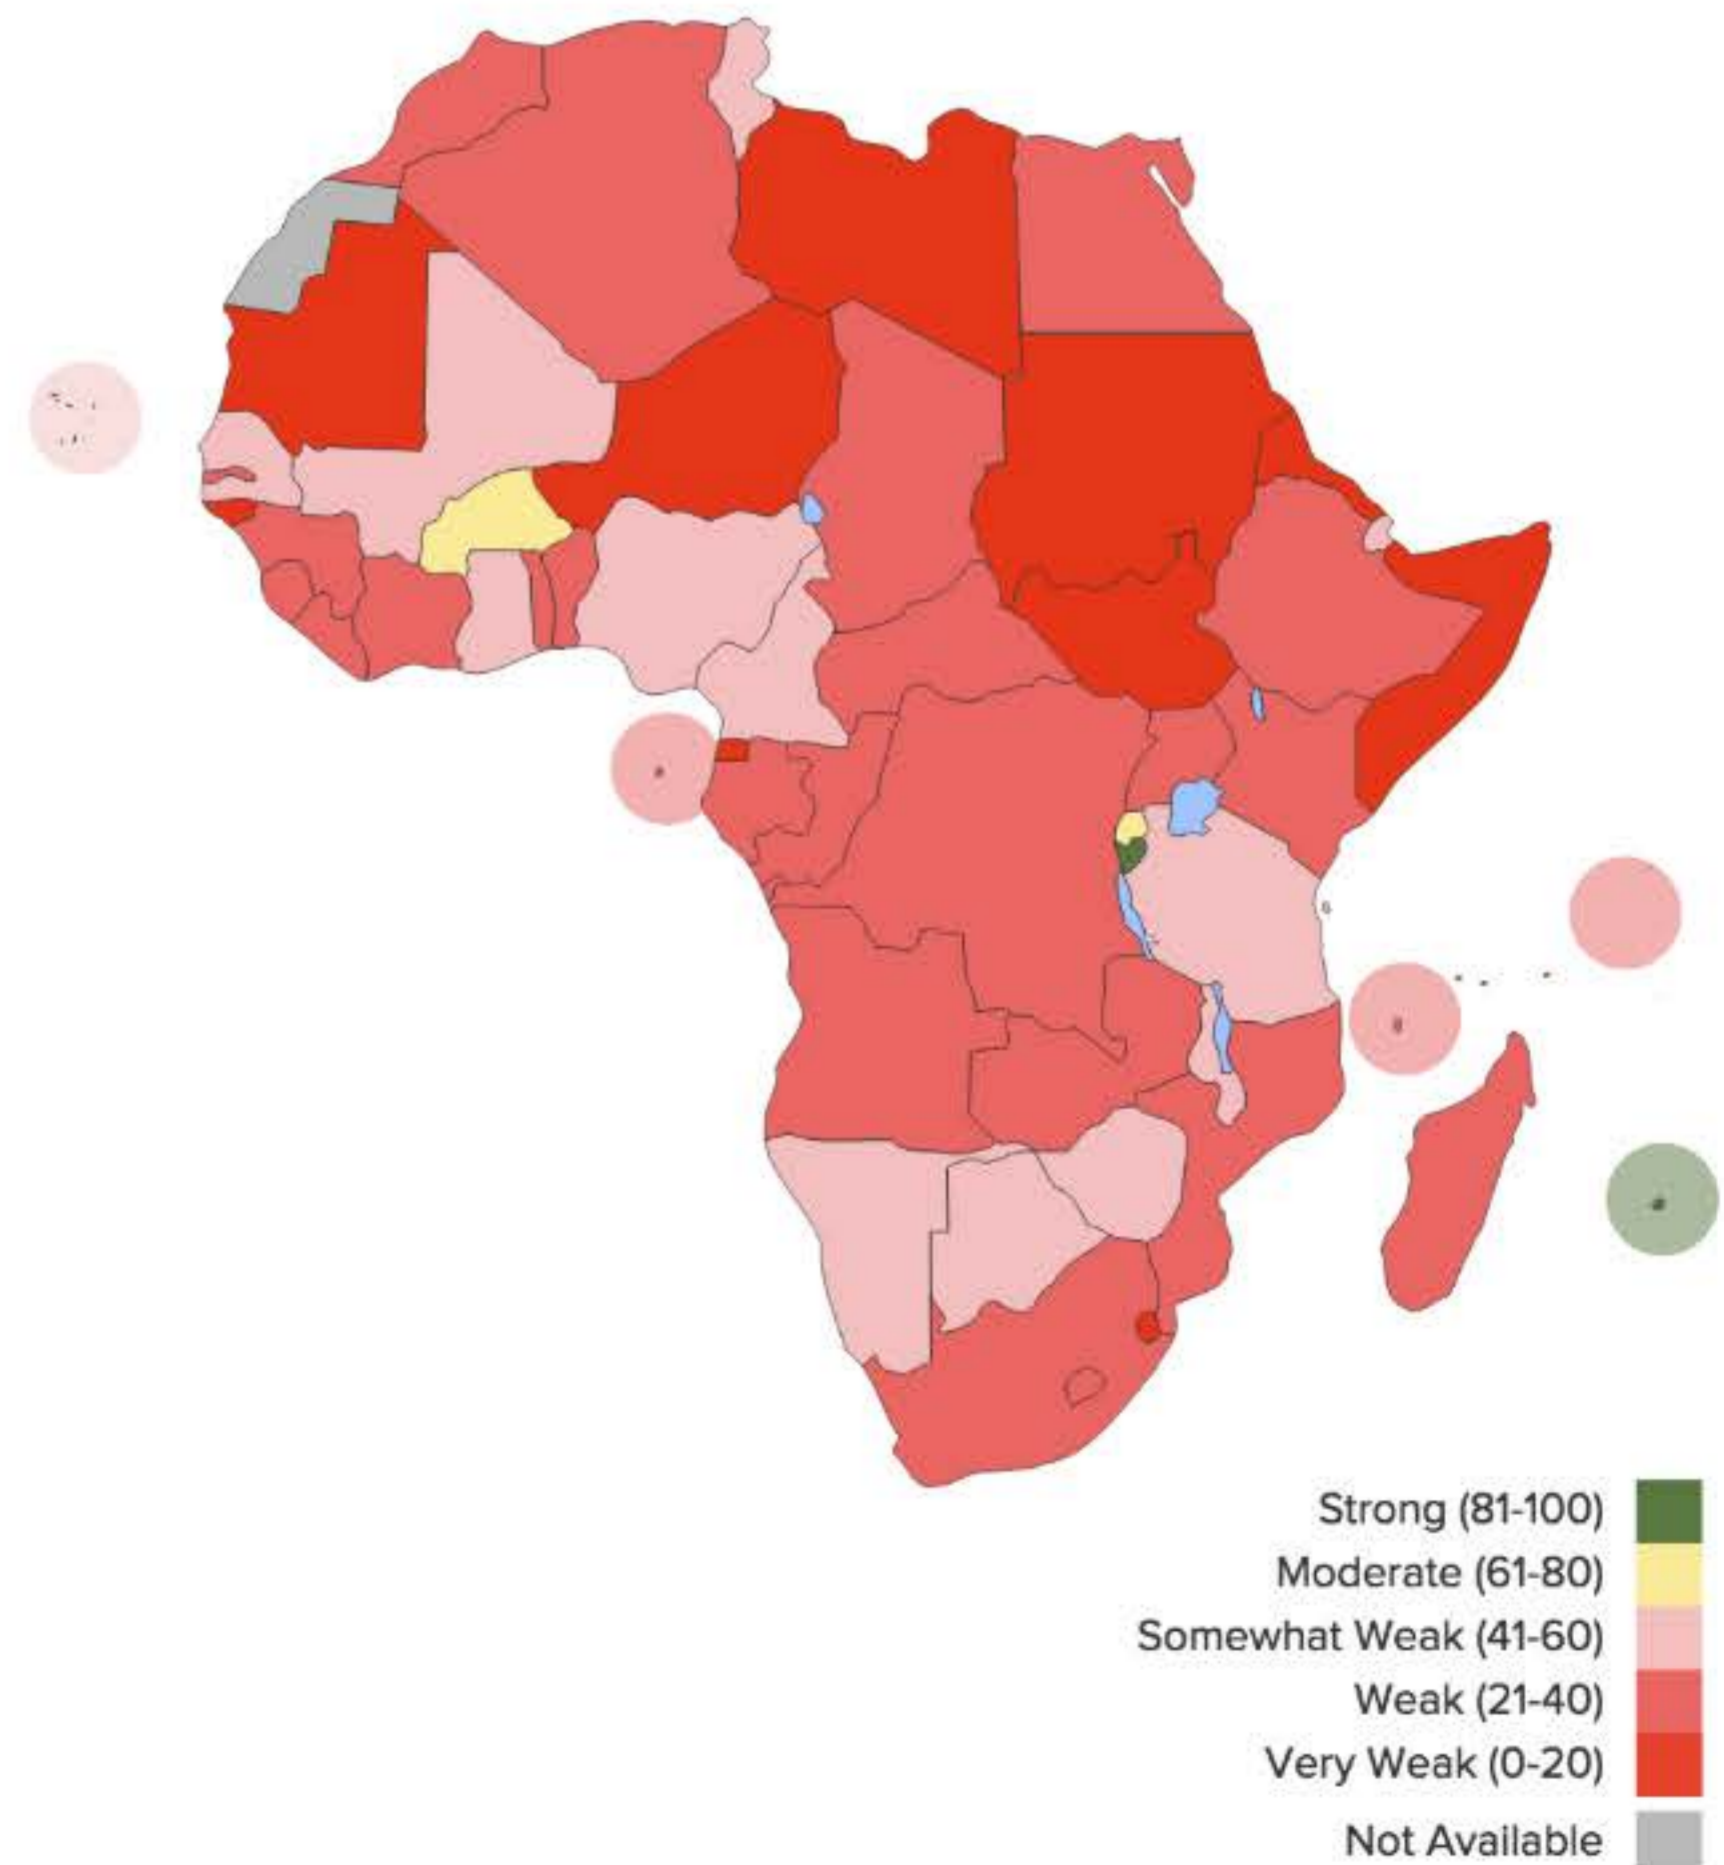 Strong (81-100)
Moderate (61-80)
Somewhat Weak (41-60)
Weak (21-40)
Very Weak (0-20)
Not Available